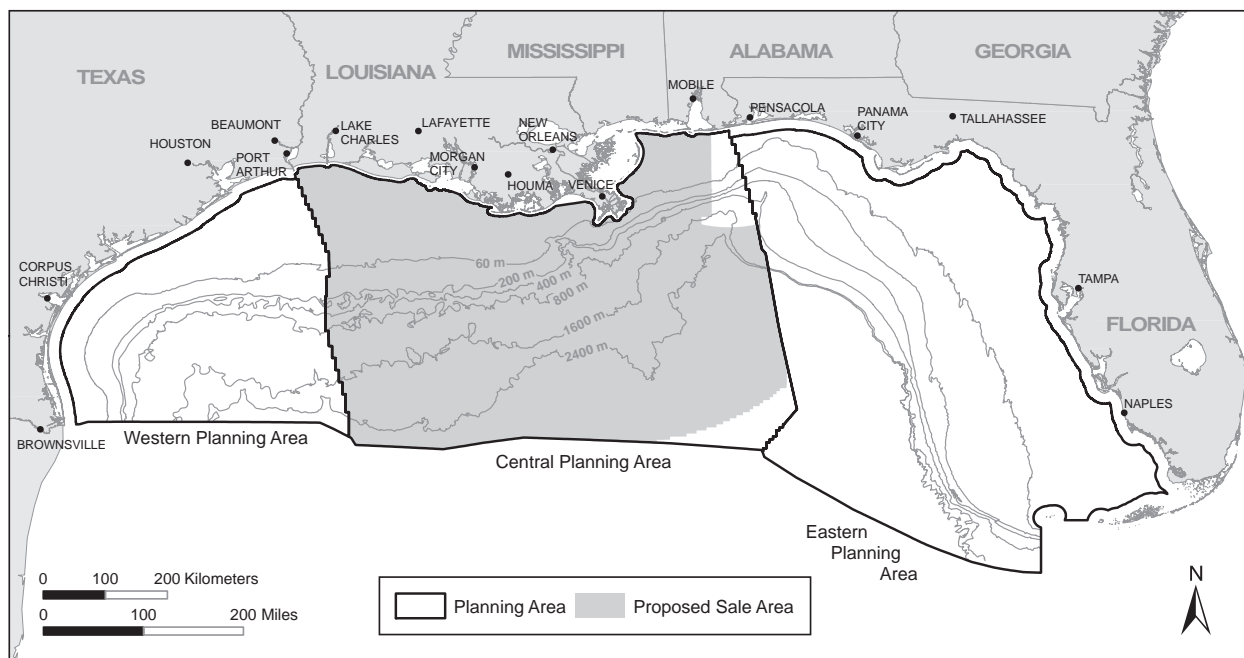 TEXAS
LOUISIANA
MISSISSIPPI
ALABAMA
GEORGIA
MOBILE
PENSACOLA
PANAMA
CITY
TALLAHASSEE
BEAUMONT
LAKE
CHARLES
LAFAYETTE
NEW
ORLEANS
HOUSTON
PORT
ARTHUR
MORGAN
CITY
HOUMA
VENICE
CORPUS
CHRISTI
60 m
200 m
400 m
800 m
1600 m
2400 m
TAMPA
FLORIDA
NAPLES
BROWNSVILLE
Western Planning Area
Central Planning Area
Eastern
Planning
Area
0 100 200 Kilometers
0 100 200 Miles
Planning Area
Proposed Sale Area
N